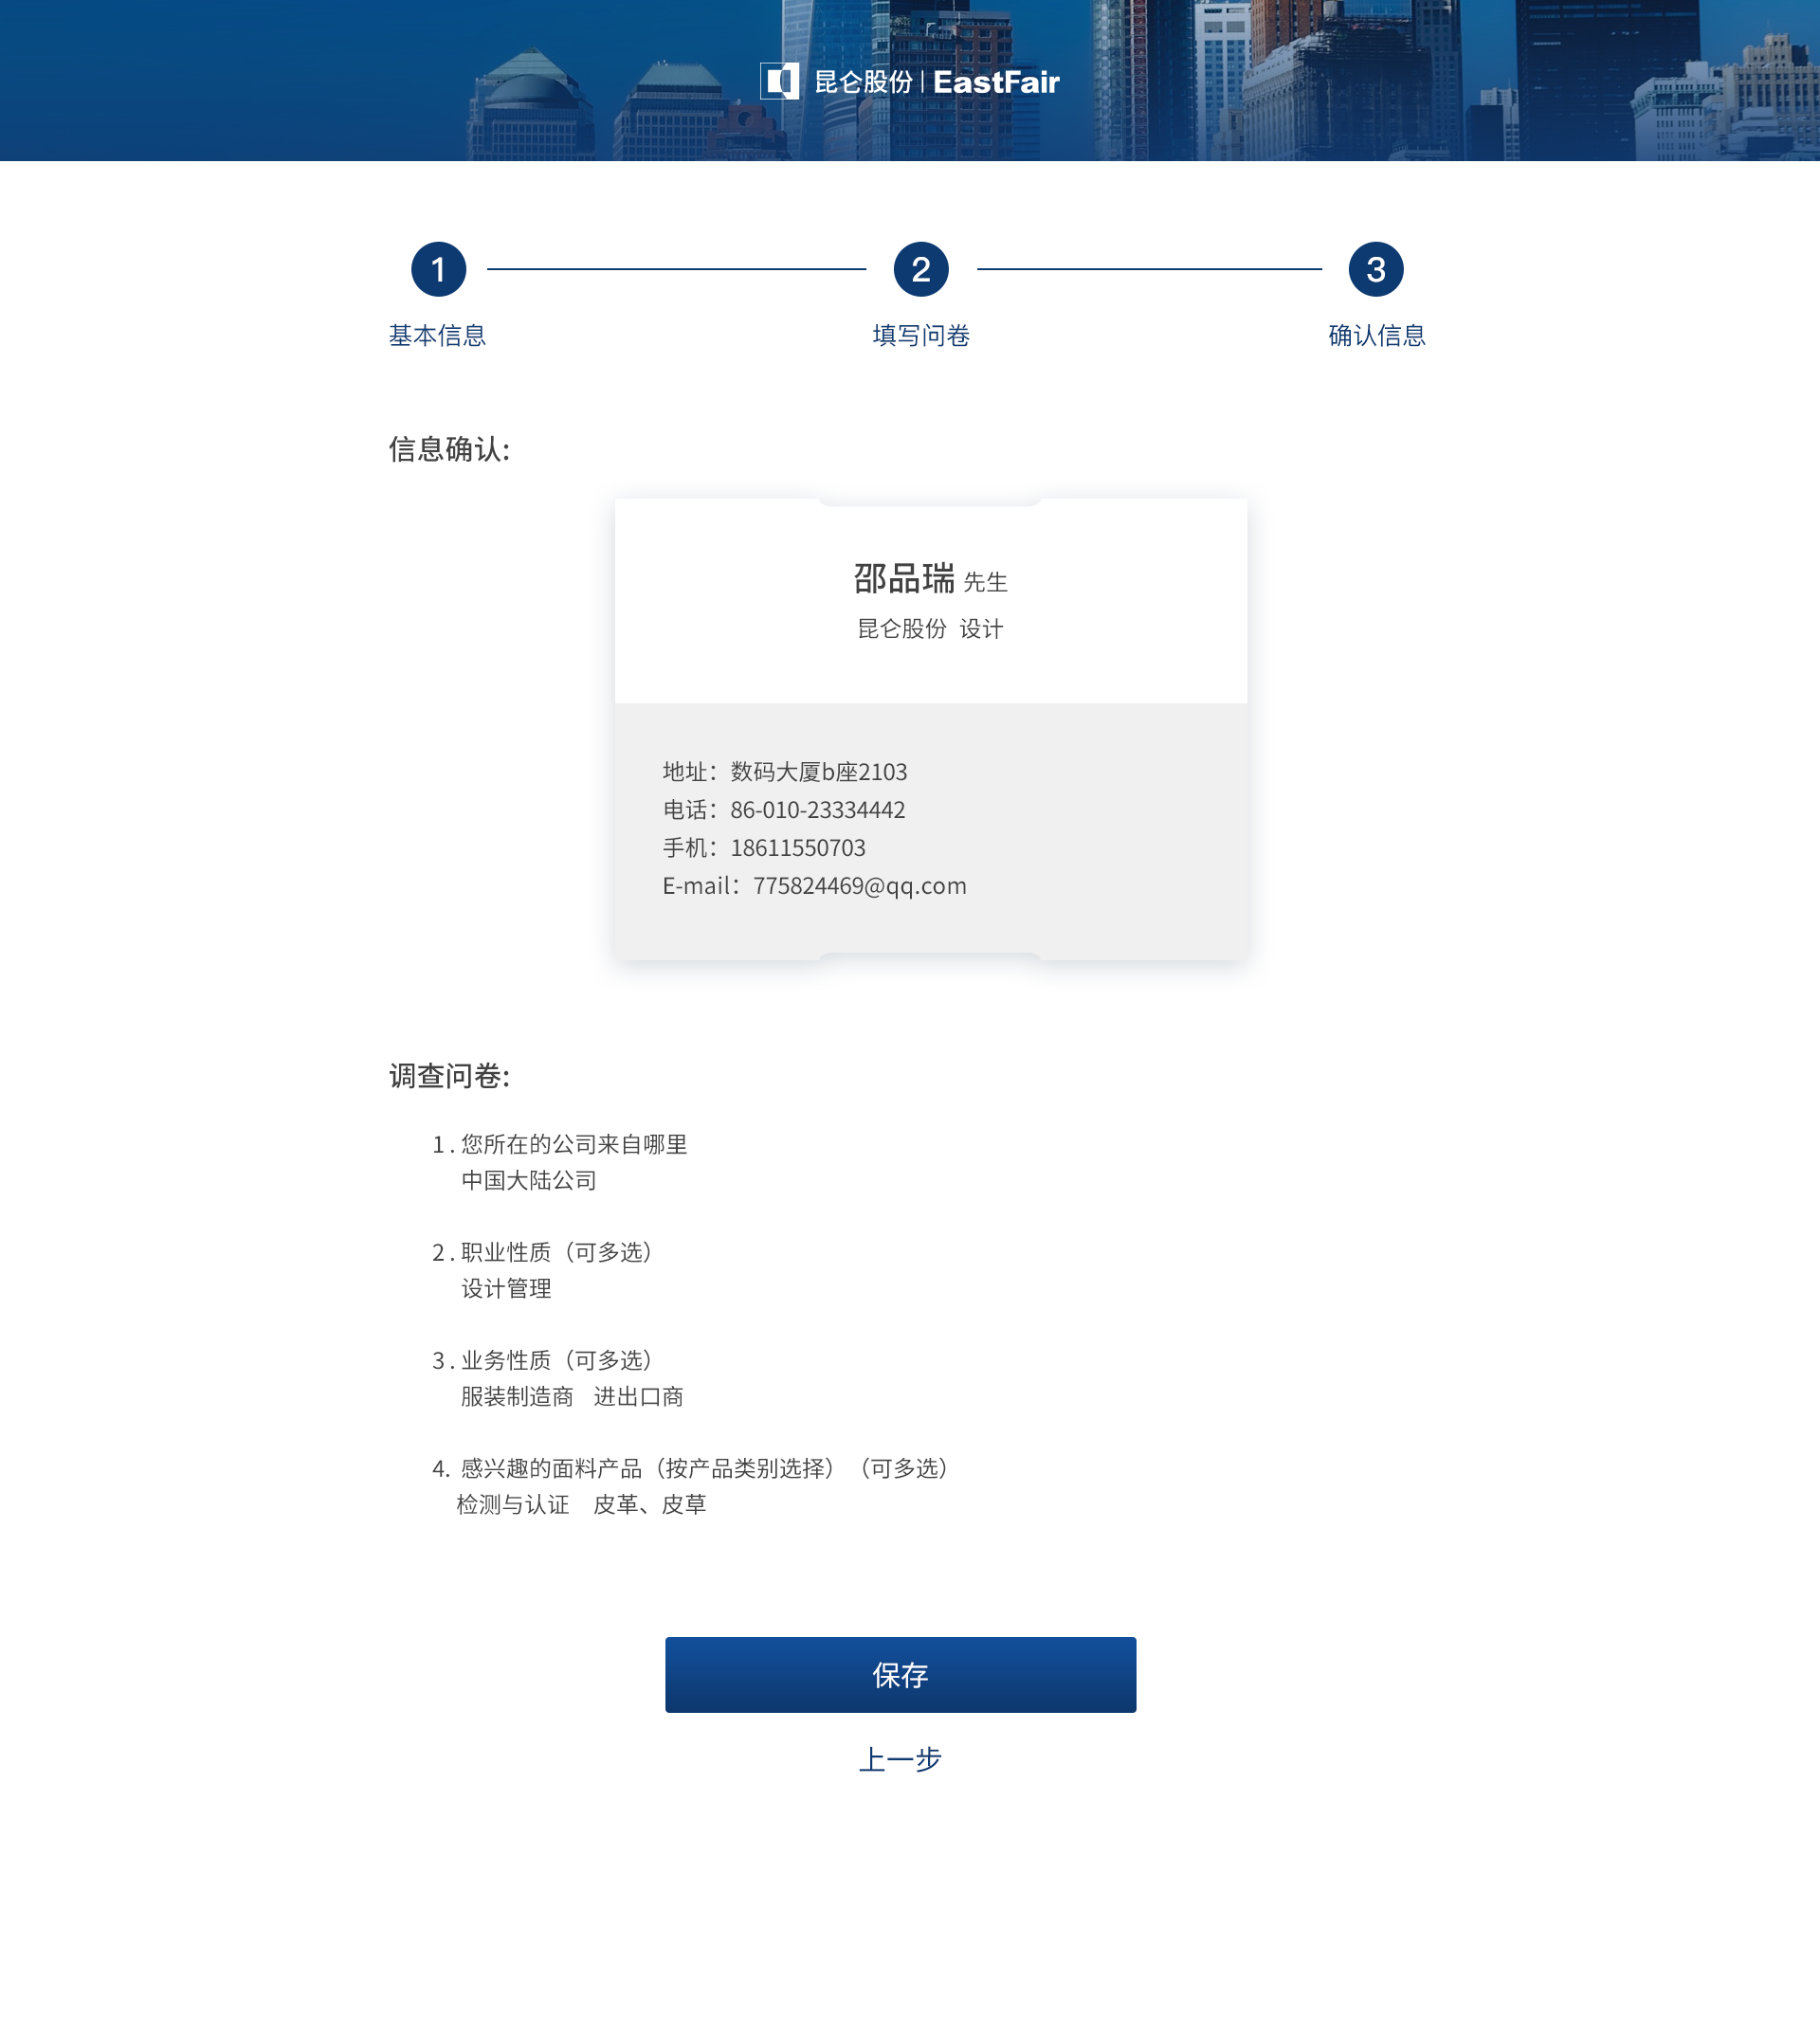 昆仑股份 | EastFair
1 2 3
基本信息 填写问卷 确认信息
信息确认:
邵品瑞 先生
昆仑股份 设计
地址：数码大厦b座2103
电话：86-010-23334442
手机：18611550703
E-mail：775824469@qq.com
调查问卷:
1 . 您所在的公司来自哪里
中国大陆公司
2 . 职业性质（可多选）
设计管理
3 . 业务性质（可多选）
服装制造商 进出口商
4. 感兴趣的面料产品（按产品类别选择）（可多选）
检测与认证 皮革、皮草
保存
上一步